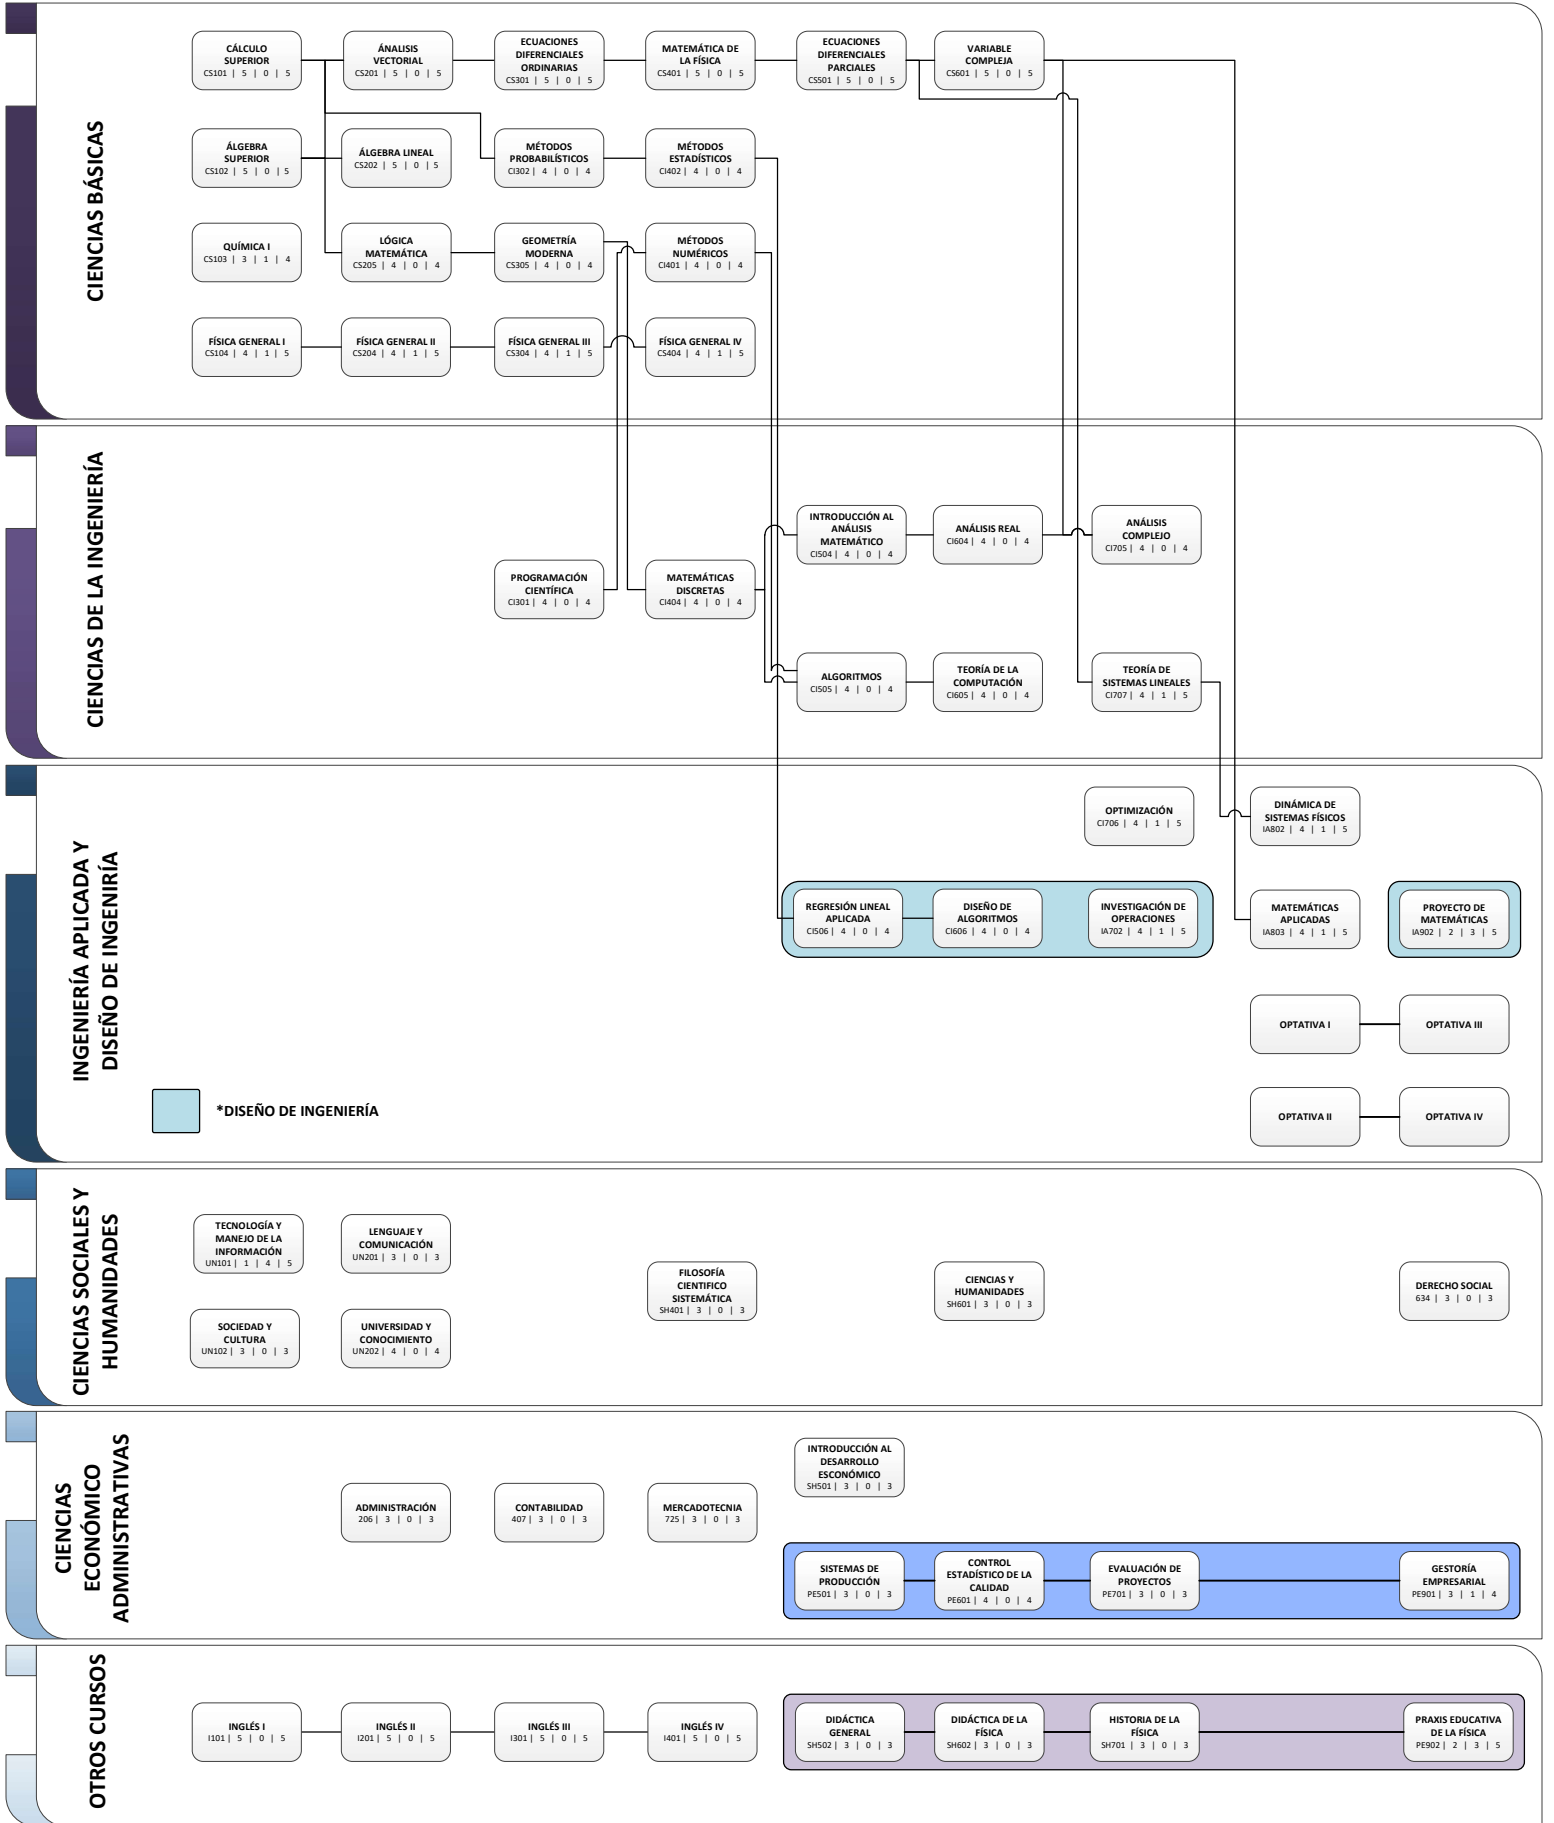 CIENCIAS BÁSICAS
CÁLCULO
SUPERIOR
CS101 | 5 | 0 | 5
ÁNALISIS
VECTORIAL
CS201 | 5 | 0 | 5
ECUACIONES
DIFERENCIALES
ORDINARIAS
CS301 | 5 | 0 | 5
MATEMÁTICA DE
LA FÍSICA
CS401 | 5 | 0 | 5
ECUACIONES
DIFERENCIALES
PARCIALES
CS501 | 5 | 0 | 5
VARIABLE
COMPLEJA
CS601 | 5 | 0 | 5
ÁLGEBRA
SUPERIOR
CS102 | 5 | 0 | 5
ÁLGEBRA LINEAL
CS202 | 5 | 0 | 5
MÉTODOS
PROBABILÍSTICOS
CI302 | 4 | 0 | 4
MÉTODOS
ESTADÍSTICOS
CI402 | 4 | 0 | 4
QUÍMICA I
CS103 | 3 | 1 | 4
LÓGICA
MATEMÁTICA
CS205 | 4 | 0 | 4
GEOMETRÍA
MODERNA
CS305 | 4 | 0 | 4
MÉTODOS
NUMÉRICOS
CI401 | 4 | 0 | 4
FÍSICA GENERAL I
CS104 | 4 | 1 | 5
FÍSICA GENERAL II
CS204 | 4 | 1 | 5
FÍSICA GENERAL III
CS304 | 4 | 1 | 5
FÍSICA GENERAL IV
CS404 | 4 | 1 | 5
CIENCIAS DE LA INGENIERÍA
PROGRAMACIÓN
CIENTÍFICA
CI301 | 4 | 0 | 4
MATEMÁTICAS
DISCRETAS
CI404 | 4 | 0 | 4
INTRODUCCIÓN AL
ANÁLISIS
MATEMÁTICO
CI504 | 4 | 0 | 4
ANÁLISIS REAL
CI604 | 4 | 0 | 4
ANÁLISIS
COMPLEJO
CI705 | 4 | 0 | 4
ALGORITMOS
CI505 | 4 | 0 | 4
TEORÍA DE LA
COMPUTACIÓN
CI605 | 4 | 0 | 4
TEORÍA DE
SISTEMAS LINEALES
CI707 | 4 | 1 | 5
INGENIERÍA APLICADA Y
DISEÑO DE INGENIRÍA
OPTIMIZACIÓN
CI706 | 4 | 1 | 5
DINÁMICA DE
SISTEMAS FÍSICOS
IA802 | 4 | 1 | 5
REGRESIÓN LINEAL
APLICADA
CI506 | 4 | 0 | 4
DISEÑO DE
ALGORITMOS
CI606 | 4 | 0 | 4
INVESTIGACIÓN DE
OPERACIONES
IA702 | 4 | 1 | 5
MATEMÁTICAS
APLICADAS
IA803 | 4 | 1 | 5
PROYECTO DE
MATEMÁTICAS
IA902 | 2 | 3 | 5
OPTATIVA I
OPTATIVA III
OPTATIVA II
OPTATIVA IV
*DISEÑO DE INGENIERÍA
CIENCIAS SOCIALES Y
HUMANIDADES
TECNOLOGÍA Y
MANEJO DE LA
INFORMACIÓN
UN101 | 1 | 4 | 5
LENGUAJE Y
COMUNICACIÓN
UN201 | 3 | 0 | 3
SOCIEDAD Y
CULTURA
UN102 | 3 | 0 | 3
UNIVERSIDAD Y
CONOCIMIENTO
UN202 | 4 | 0 | 4
FILOSOFÍA
CIENTIFICO
SISTEMÁTICA
SH401 | 3 | 0 | 3
CIENCIAS Y
HUMANIDADES
SH601 | 3 | 0 | 3
DERECHO SOCIAL
634 | 3 | 0 | 3
CIENCIAS
ECONÓMICO
ADMINISTRATIVAS
ADMINISTRACIÓN
206 | 3 | 0 | 3
CONTABILIDAD
407 | 3 | 0 | 3
MERCADOTECNIA
725 | 3 | 0 | 3
INTRODUCCIÓN AL
DESARROLLO
ESCONÓMICO
SH501 | 3 | 0 | 3
SISTEMAS DE
PRODUCCIÓN
PE501 | 3 | 0 | 3
CONTROL
ESTADÍSTICO DE LA
CALIDAD
PE601 | 4 | 0 | 4
EVALUACIÓN DE
PROYECTOS
PE701 | 3 | 0 | 3
GESTORÍA
EMPRESARIAL
PE901 | 3 | 1 | 4
OTROS CURSOS
INGLÉS I
I101 | 5 | 0 | 5
INGLÉS II
I201 | 5 | 0 | 5
INGLÉS III
I301 | 5 | 0 | 5
INGLÉS IV
I401 | 5 | 0 | 5
DIDÁCTICA
GENERAL
SH502 | 3 | 0 | 3
DIDÁCTICA DE LA
FÍSICA
SH602 | 3 | 0 | 3
HISTORIA DE LA
FÍSICA
SH701 | 3 | 0 | 3
PRAXIS EDUCATIVA
DE LA FÍSICA
PE902 | 2 | 3 | 5